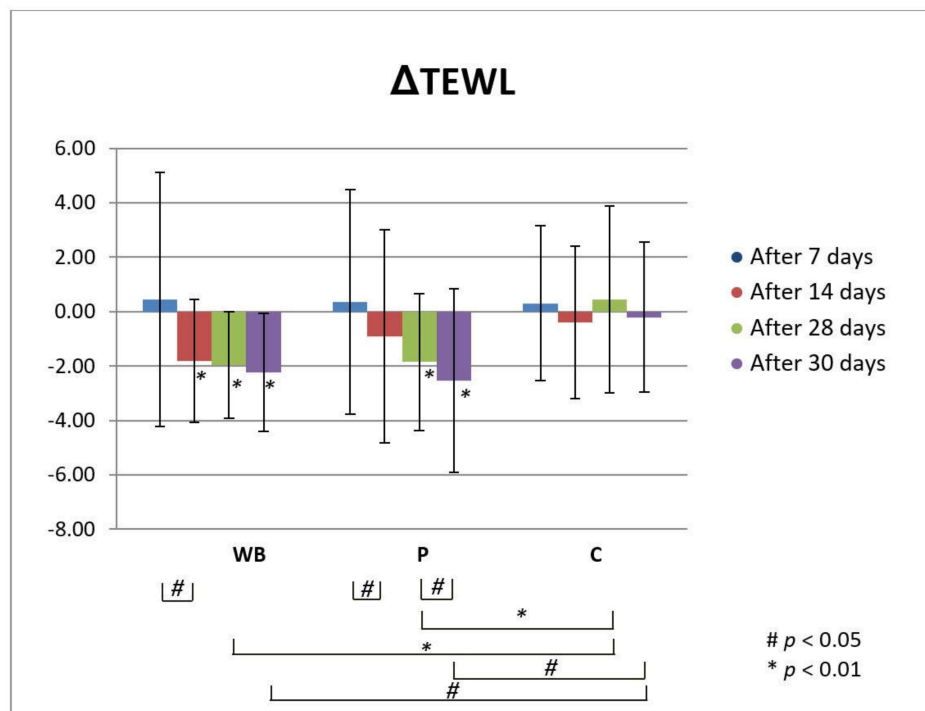 ΔTEWL
6.00
4.00
2.00
0.00
-2.00
-4.00
-6.00
-8.00
* * *
* *
WB P C
After 7 days
After 14 days
After 28 days
After 30 days
# # #
*
*
#
#
# p < 0.05
* p < 0.01